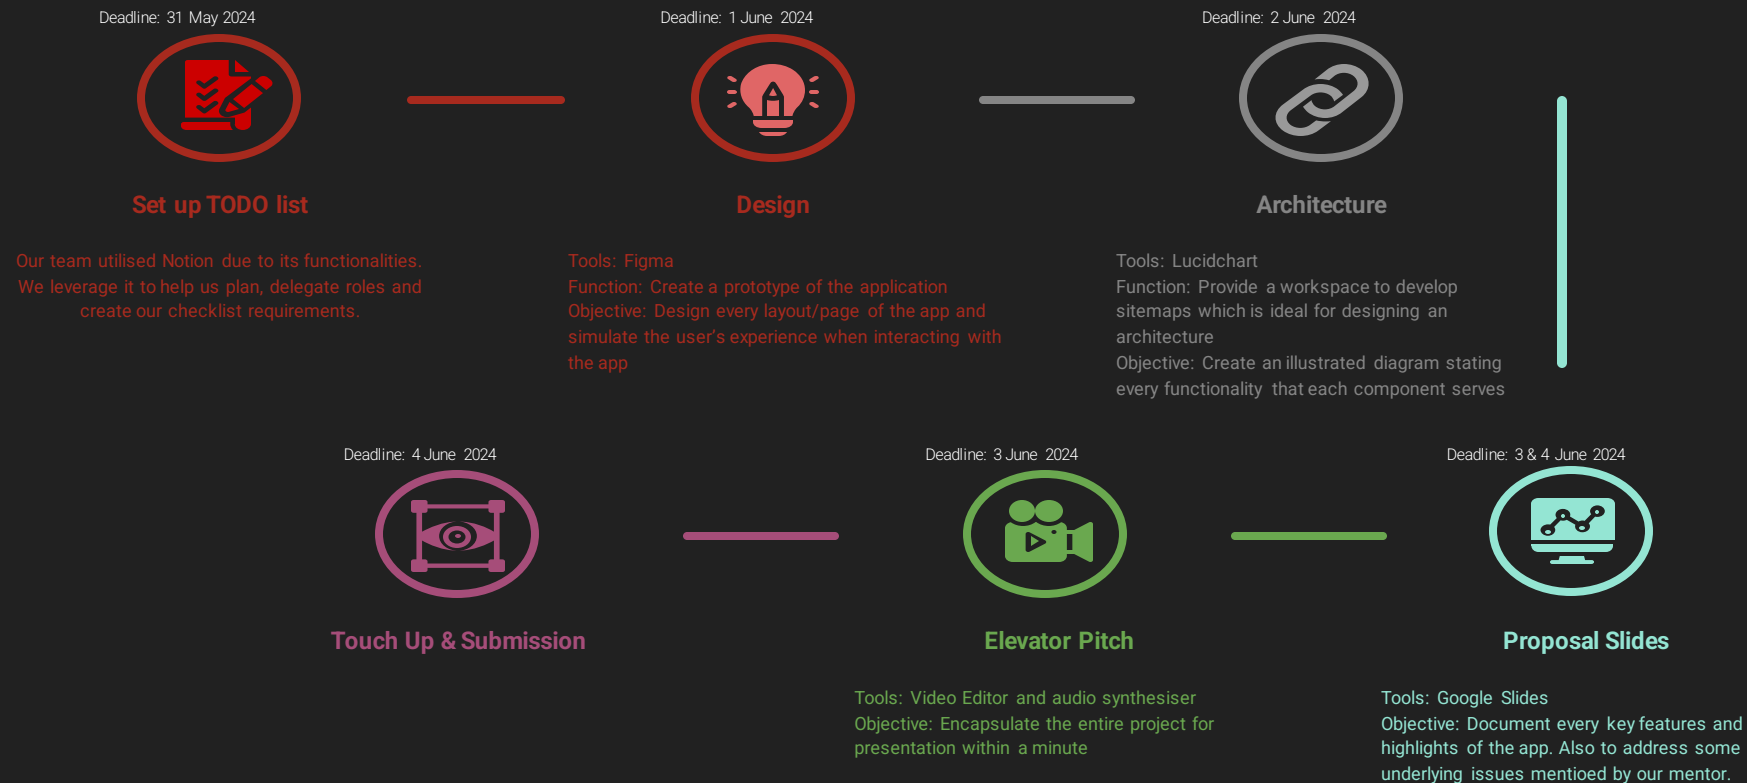 Deadline: 31 May 2024
Set up TODO list
Our team utilised Notion due to its functionalities.
We leverage it to help us plan, delegate roles and
create our checklist requirements.
Deadline: 1 June 2024
Design
Tools: Figma
Function: Create a prototype of the application
Objective: Design every layout/page of the app and
simulate the user's experience when interacting with
the app
Deadline: 2 June 2024
Architecture
Tools: Lucidchart
Function: Provide a workspace to develop
sitemaps which is ideal for designing an
architecture
Objective: Create an illustrated diagram stating
every functionality that each component serves
Deadline: 3 & 4 June 2024
Proposal Slides
Tools: Google Slides
Objective: Document every key features and
highlights of the app. Also to address some
underlying issues mentioed by our mentor.
Deadline: 3 June 2024
Elevator Pitch
Tools: Video Editor and audio synthesiser
Objective: Encapsulate the entire project for
presentation within a minute
Deadline: 4 June 2024
Touch Up & Submission